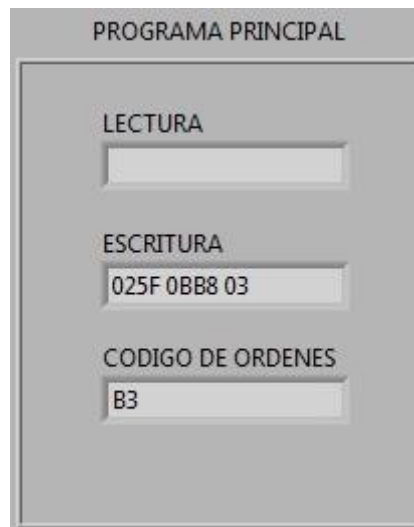 PROGRAMA PRINCIPAL
LECTURA
ESCRITURA
025F 0BB8 03
CODIGO DE ORDENES
B3